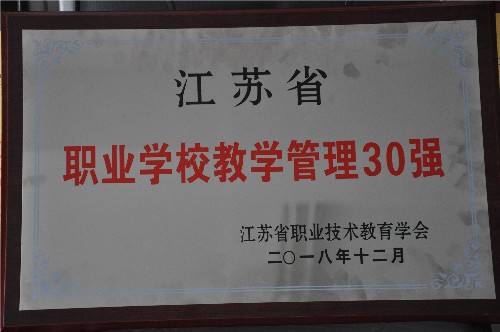 江苏省
职业学校教学管理30强
江苏省职业技术教育学会
二〇一八年十二月